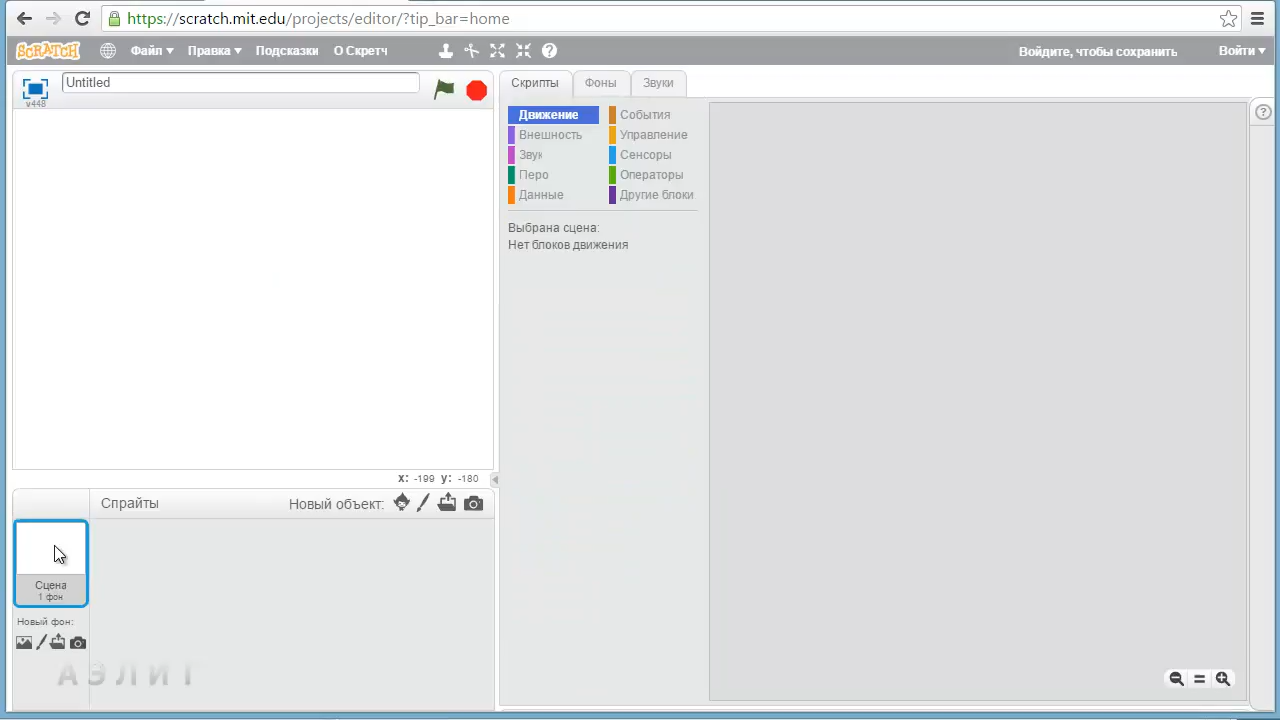 https://scratch.mit.edu/projects/editor/?tip_bar=home
SCRATCH Файл Правка Подсказки О Скретч Войдите, чтобы сохранить Войти
Untitled
v448
Скрипты Фоны Звуки
Движение События
Внешность Управление
Звук Сенсоры
Перо Операторы
Данные Другие блоки
Выбрана сцена:
Нет блоков движения
x: -199 y: -180
Спрайты Новый объект:
Сцена
1 фон
Новый фон:
АЭЛИТ